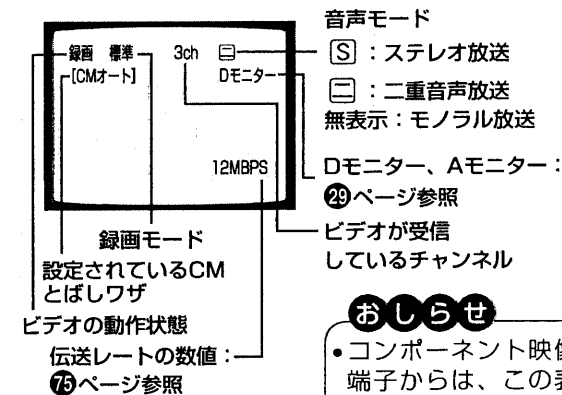 録画 標準 3ch 二
[CMオート] Dモニター
12MBPS
音声モード
S：ステレオ放送
二：二重音声放送
無表示：モノラル放送
Dモニター、Aモニター：
29ページ参照
ビデオが受信
しているチャンネル
録画モード
設定されているCM
とばしワザ
ビデオの動作状態
伝送レートの数値：
75ページ参照
おしらせ
•コンポーネント映像
端子からは、この表